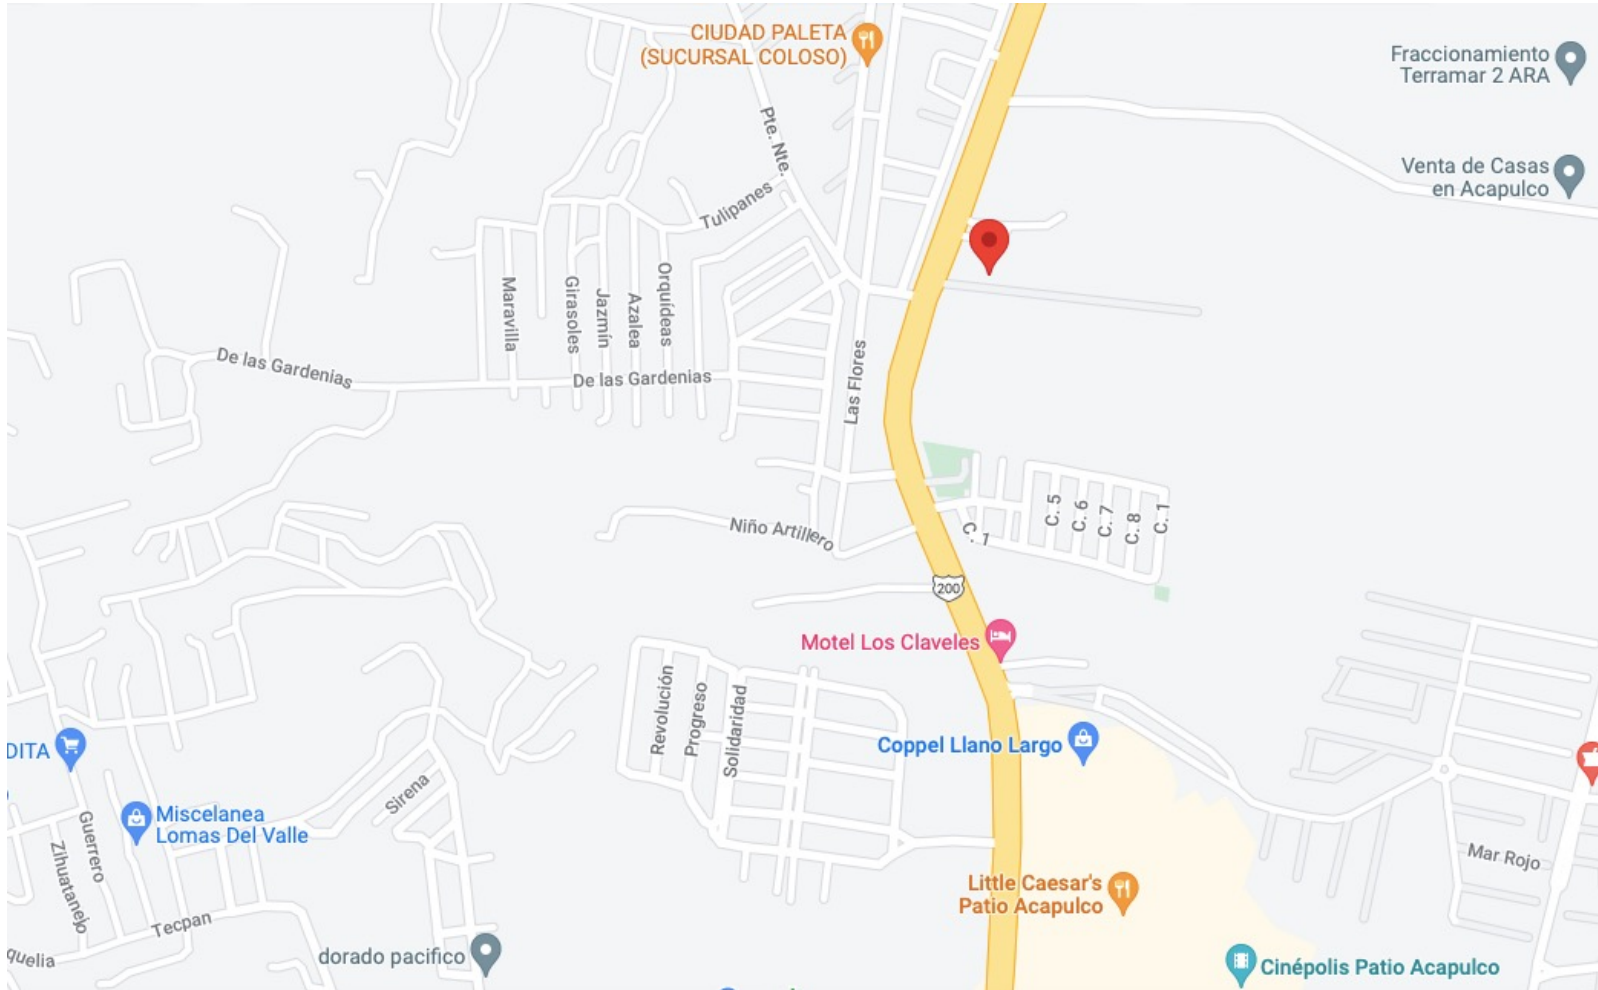 CIUDAD PALETA
(SUCURSAL COLOSO)
Fraccionamiento
Terramar 2 ARA
Pte. Nte.
Venta de Casas
en Acapulco
Tulipanes
Maravilla
Girasoles
Jazmín
Azalea
Orquídeas
De las Gardenias
De las Gardenias
Las Flores
C. 5
C. 6
C. 7
C. 8
C. 1
Niño Artillero
C. 1
200
Motel Los Claveles
Revolución
Progreso
Solidaridad
Coppel Llano Largo
DITA
Sirena
Miscelanea
Lomas Del Valle
Guerrero
Zihuatanejo
Mar Rojo
Little Caesar's
Patio Acapulco
Tecpan
quelia
dorado pacifico
Cinépolis Patio Acapulco